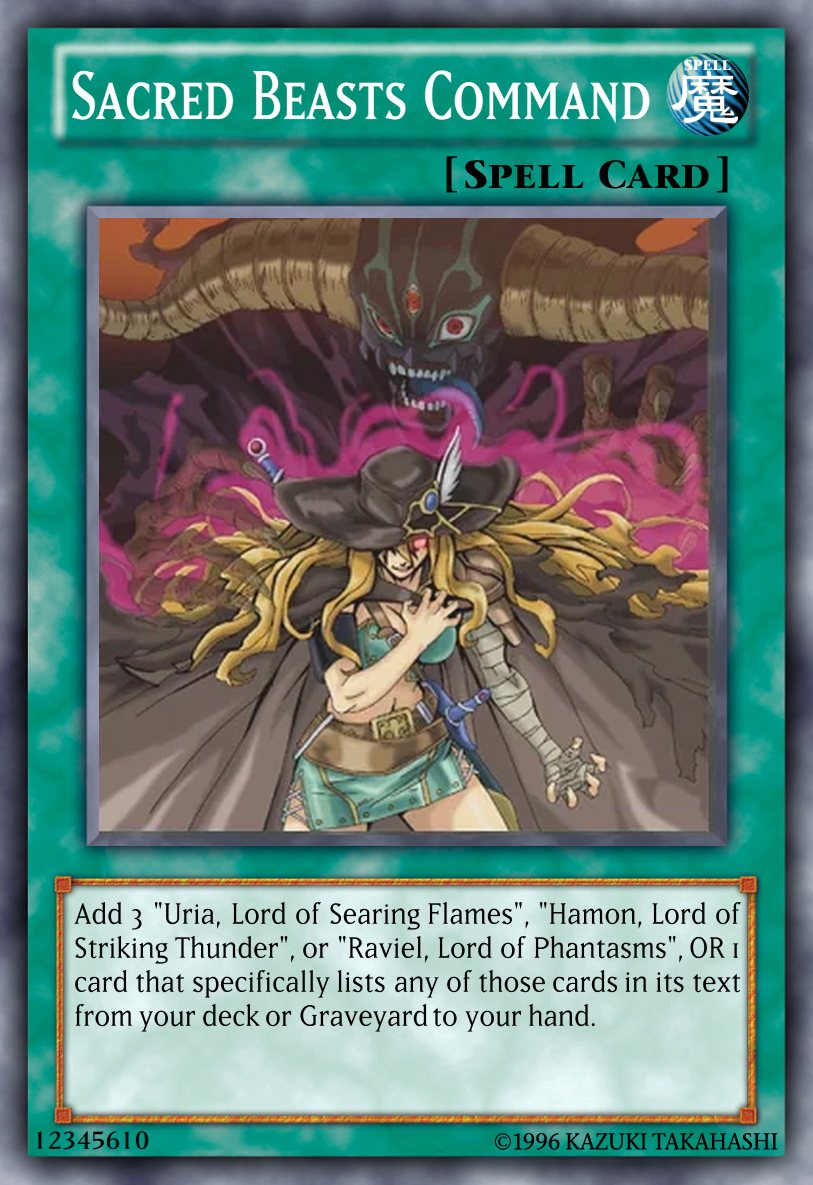 SACRED BEASTS COMMAND
SPELL
魔
[SPELL CARD]
Add 3 "Uria, Lord of Searing Flames", "Hamon, Lord of
Striking Thunder", or "Raviel, Lord of Phantasms", OR 1
card that specifically lists any of those cards in its text
from your deck or Graveyard to your hand.
12345610
©1996 KAZUKI TAKAHASHI